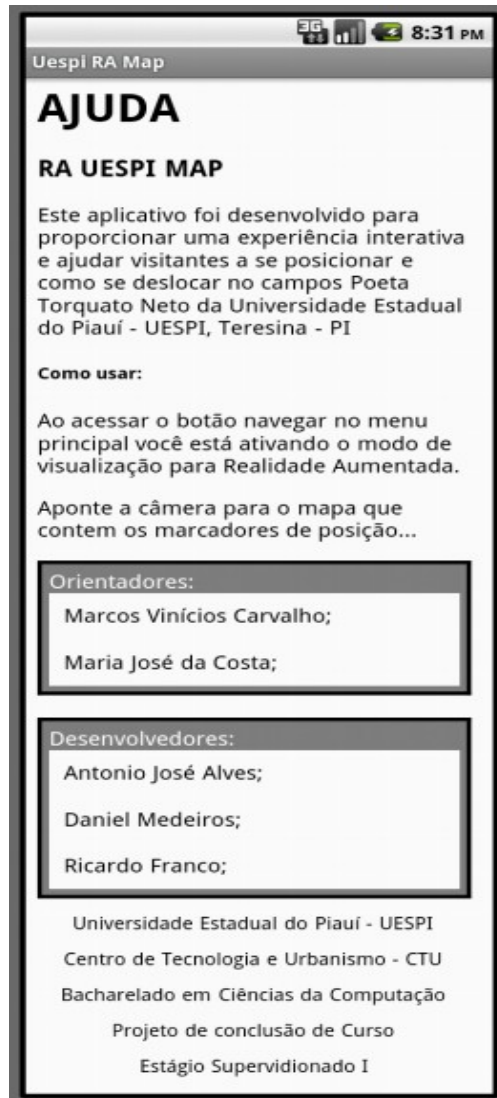 3G 8:31 PM
Uespi RA Map
AJUDA
RA UESPI MAP
Este aplicativo foi desenvolvido para
proporcionar uma experiência interativa
e ajudar visitantes a se posicionar e
como se deslocar no campos Poeta
Torquato Neto da Universidade Estadual
do Piauí - UESPI, Teresina - PI
Como usar:
Ao acessar o botão navegar no menu
principal você está ativando o modo de
visualização para Realidade Aumentada.
Aponte a câmera para o mapa que
contem os marcadores de posição...
Orientadores:
Marcos Vinícios Carvalho;
Maria José da Costa;
Desenvolvedores:
Antonio José Alves;
Daniel Medeiros;
Ricardo Franco;
Universidade Estadual do Piauí - UESPI
Centro de Tecnologia e Urbanismo - CTU
Bacharelado em Ciências da Computação
Projeto de conclusão de Curso
Estágio Supervidionado I